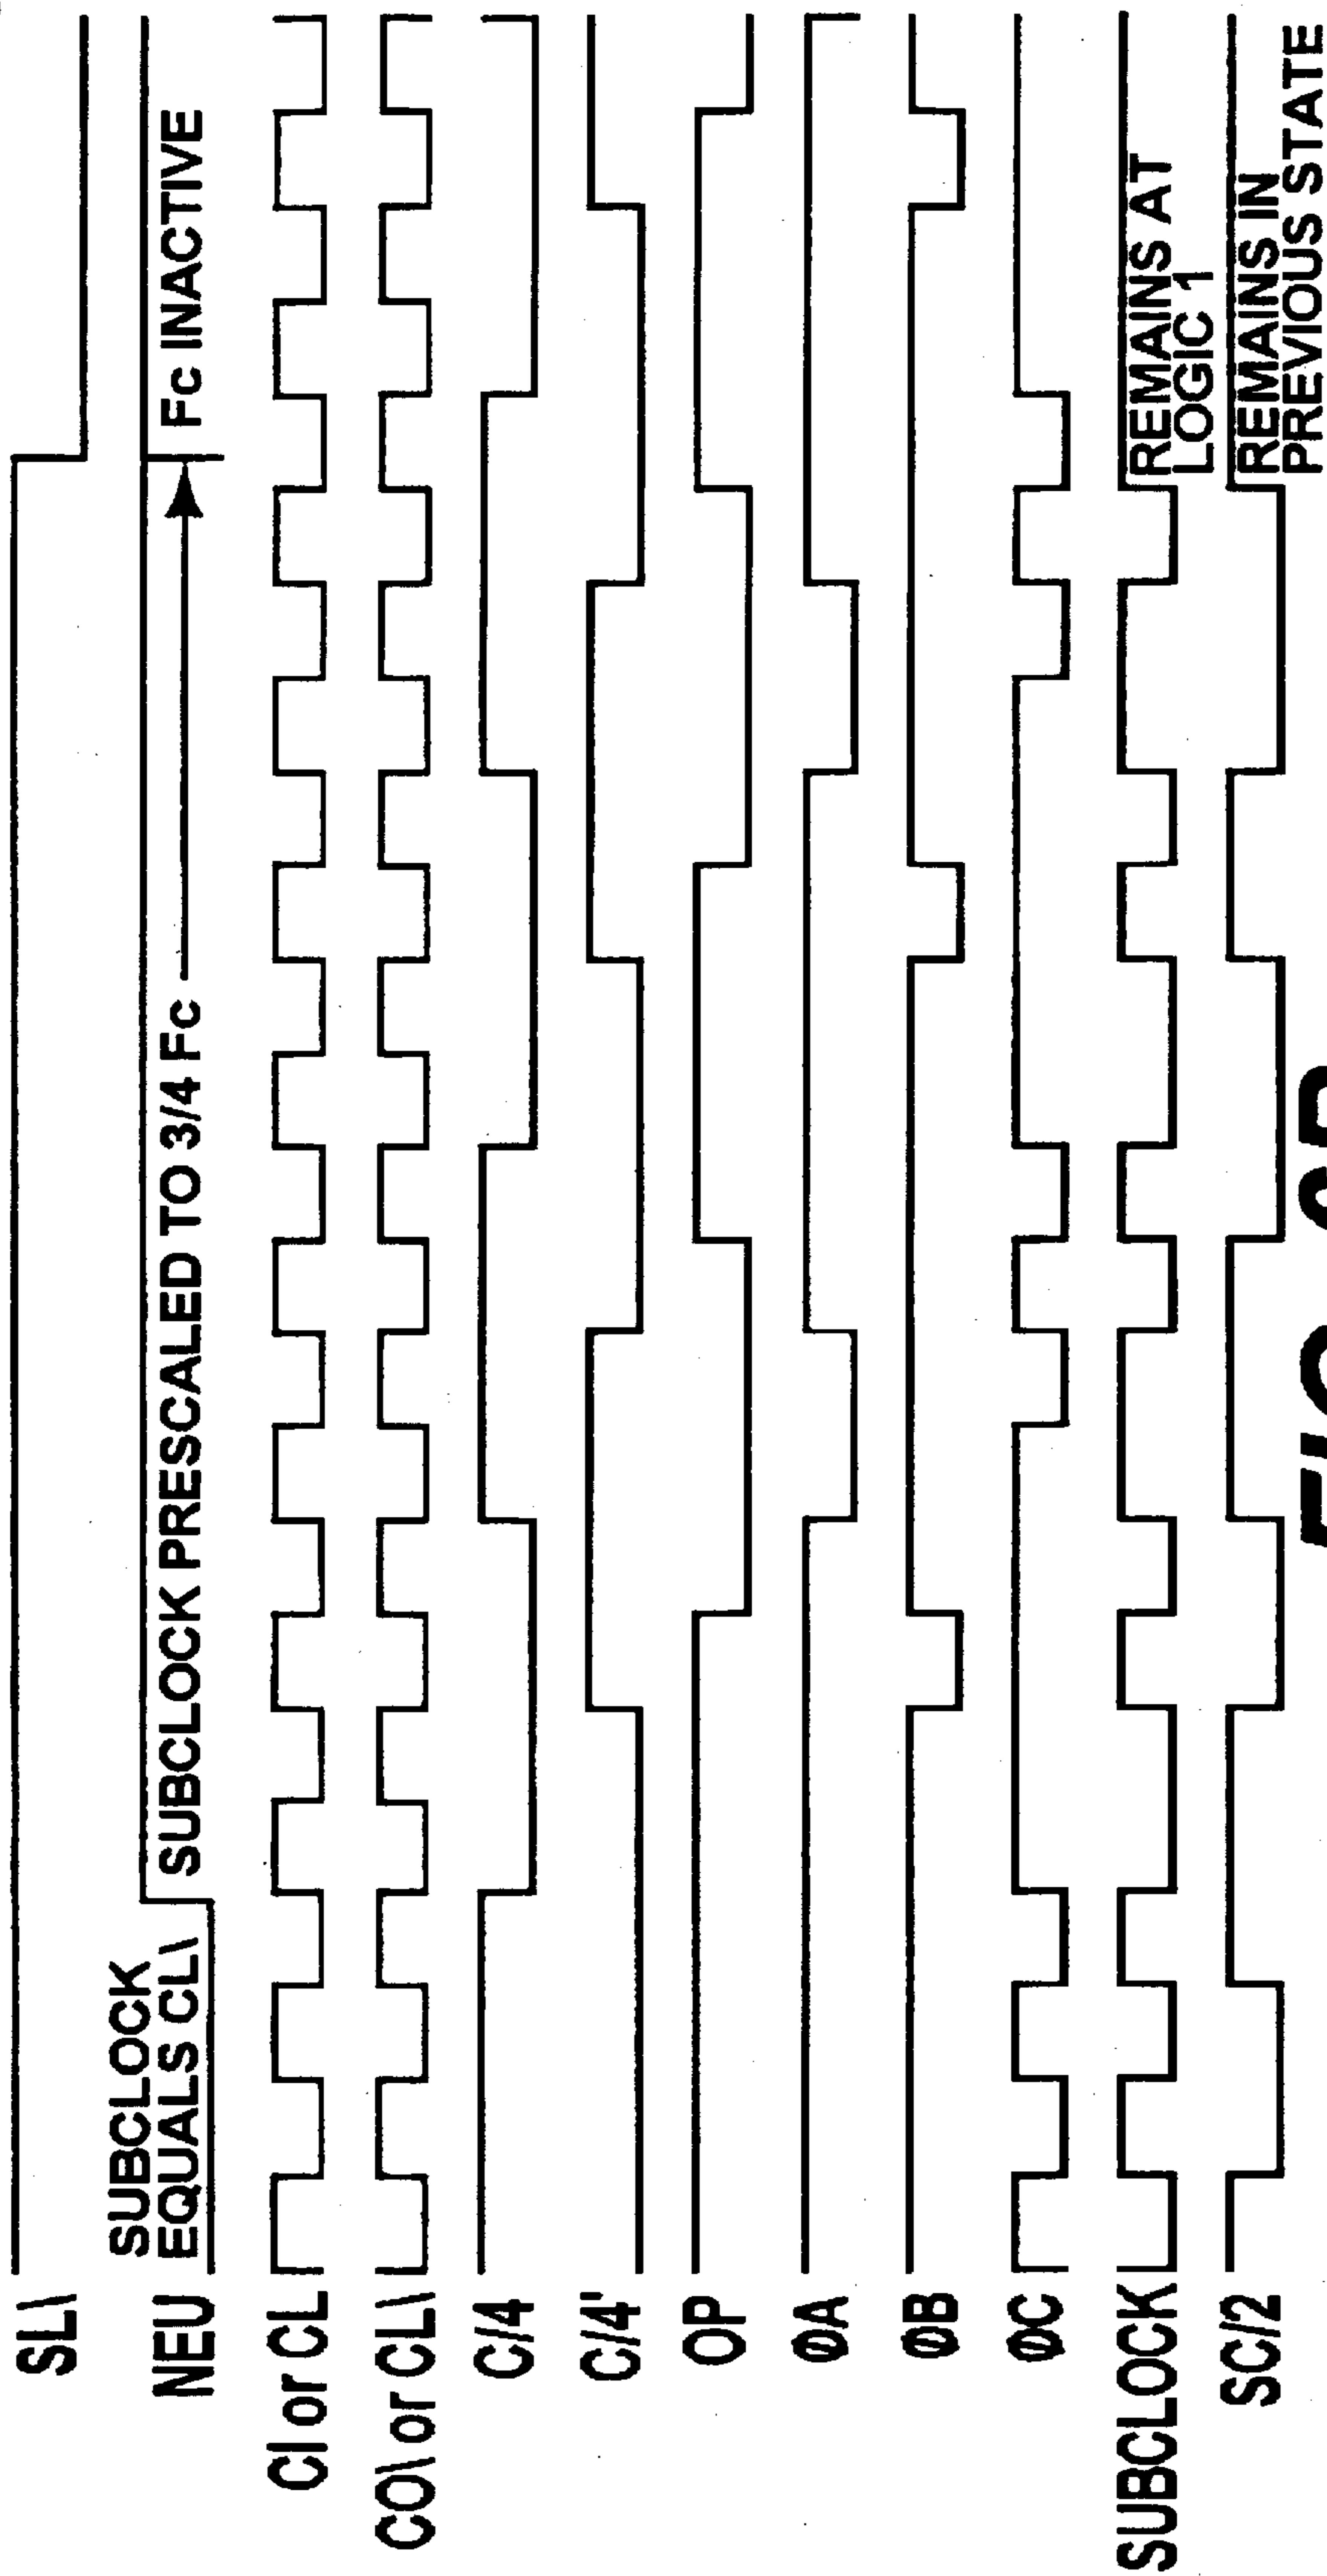 SL\
SUBCLOCK
EQUALS CL\
SUBCLOCK PRESCALED TO 3/4 Fc
Fc INACTIVE
NEU
CI or CL
CO\ or CL\
C/4
C/4'
OP
ØA
ØB
ØC
SUBCLOCK
REMAINS AT
LOGIC 1
SC/2
REMAINS IN
PREVIOUS STATE